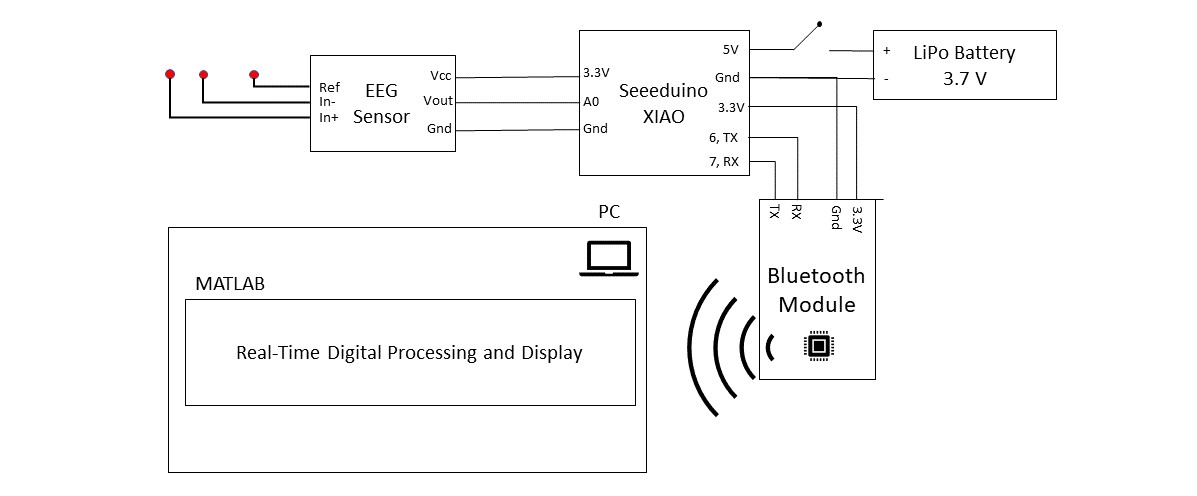 Ref
In-
In+
EEG
Sensor
Vcc
Vout
Gnd
3.3V
A0
Gnd
Seeeduino
XIAO
5V
Gnd
3.3V
6, TX
7, RX
+
-
LiPo Battery
3.7 V
TX
RX
Gnd
3.3V
Bluetooth
Module
PC
MATLAB
Real-Time Digital Processing and Display